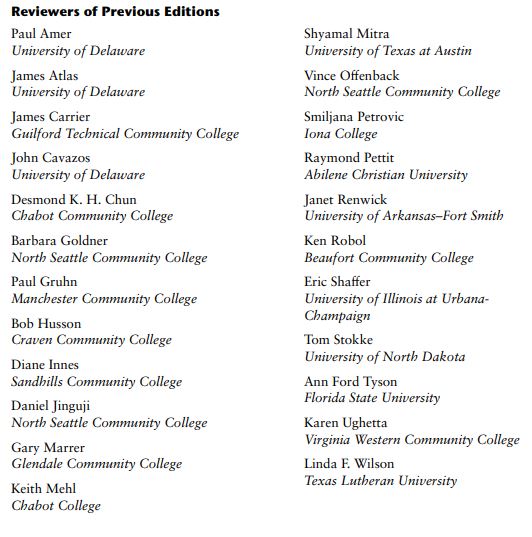 Reviewers of Previous Editions
Paul Amer
University of Delaware
James Atlas
University of Delaware
James Carrier
Guilford Technical Community College
John Cavazos
University of Delaware
Desmond K. H. Chun
Chabot Community College
Barbara Goldner
North Seattle Community College
Paul Gruhn
Manchester Community College
Bob Husson
Craven Community College
Diane Innes
Sandhills Community College
Daniel Jinguji
North Seattle Community College
Gary Marrer
Glendale Community College
Keith Mehl
Chabot College
Shyamal Mitra
University of Texas at Austin
Vince Offenback
North Seattle Community College
Smiljana Petrovic
Iona College
Raymond Pettit
Abilene Christian University
Janet Renwick
University of Arkansas–Fort Smith
Ken Robol
Beaufort Community College
Eric Shaffer
University of Illinois at Urbana-
Champaign
Tom Stokke
University of North Dakota
Ann Ford Tyson
Florida State University
Karen Ughetta
Virginia Western Community College
Linda F. Wilson
Texas Lutheran University